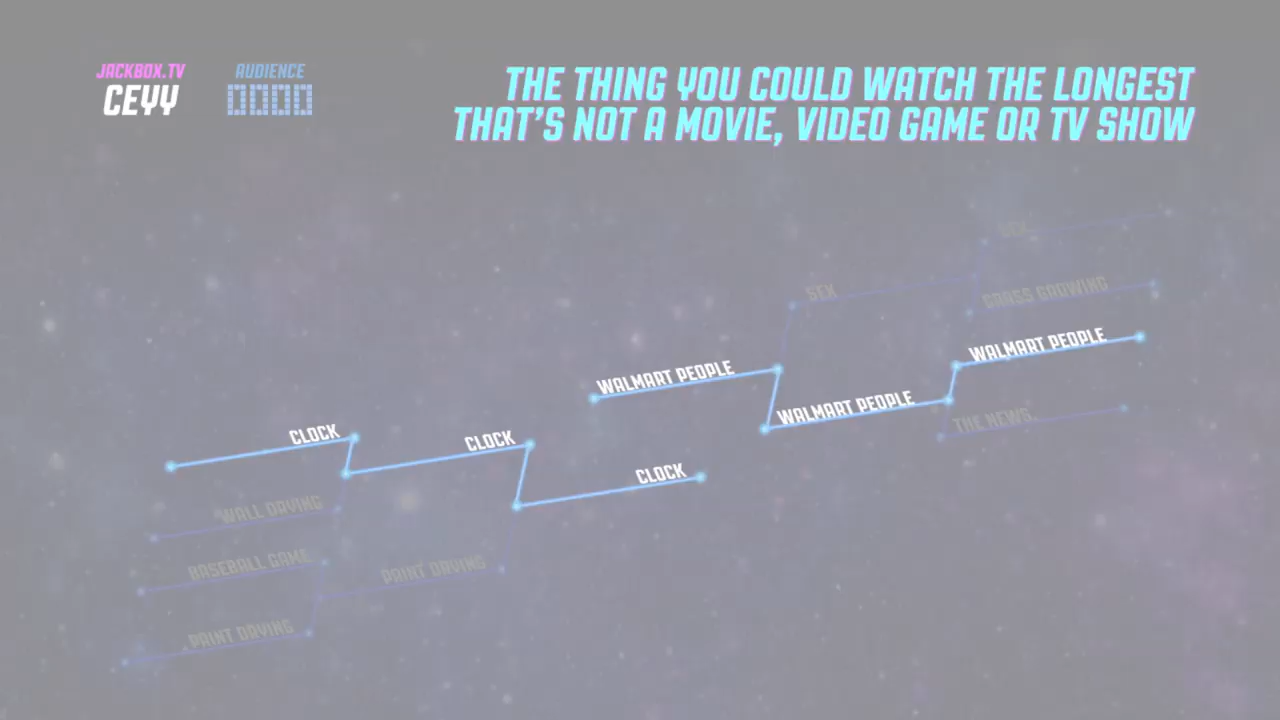 JACKBOX.TV
CEYY
AUDIENCE
0000
THE THING YOU COULD WATCH THE LONGEST
THAT'S NOT A MOVIE, VIDEO GAME OR TV SHOW
SEX
SEX
GRASS GROWING
WALMART PEOPLE
WALMART PEOPLE
WALMART PEOPLE
THE NEWS
CLOCK
CLOCK
CLOCK
WALL DRYING
BASEBALL GAME
PAINT DRYING
PAINT DRYING